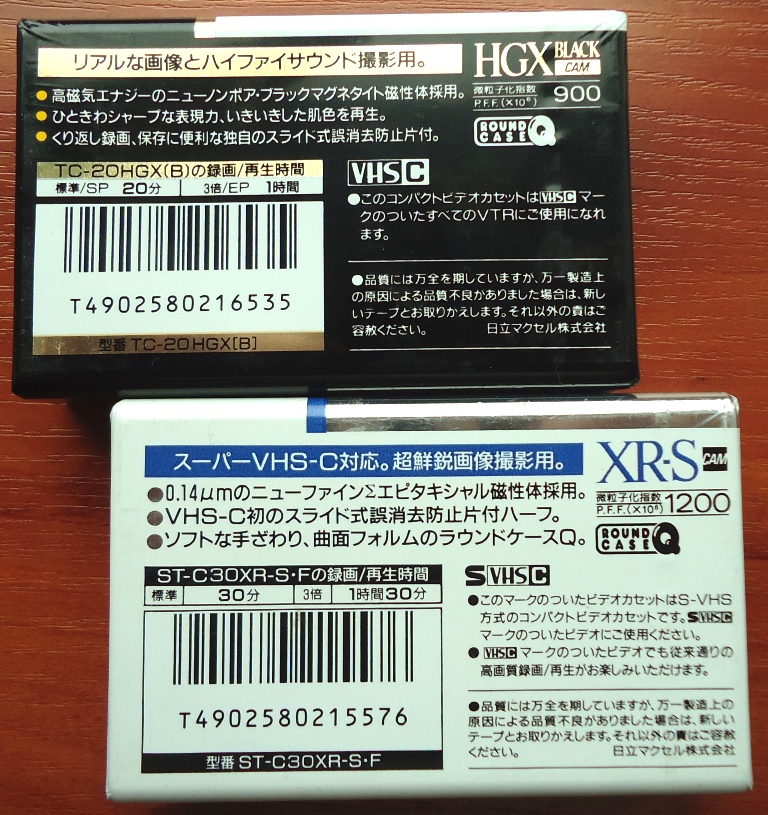 リアルな画像とハイファイサウンド撮影用。
HGX BLACK CAM
微粒子化指数 P.F.F.(×10⁶) 900
●高磁気エナジーのニューノンポア・ブラックマグネタイト磁性体採用。
●ひときわシャープな表現力、いきいきした肌色を再生。
●くり返し録画、保存に便利な独自のスライド式誤消去防止片付。
ROUND CASE Q
TC-20HGX(B)の録画/再生時間
標準/SP 20分 3倍/EP 1時間
T4902580216535
型番 TC-20HGX[B]
VHSC
●このコンパクトビデオカセットはVHSCマー
クのついたすべてのVTRにご使用になれ
ます。
●品質には万全を期していますが、万一製造上
の原因による品質不良がありました場合は、新し
いテープとお取りかえします。それ以外の責はご
容赦ください。 日立マクセル株式会社
スーパーVHS-C対応。超鮮鋭画像撮影用。
XR-S CAM
微粒子化指数 P.F.F.(×10⁶) 1200
●0.14μmのニューファインΣエピタキシャル磁性体採用。
●VHS-C初のスライド式誤消去防止片付ハーフ。
●ソフトな手ざわり、曲面フォルムのラウンドケースQ。
ROUND CASE Q
ST-C30XR-S・Fの録画/再生時間
標準 30分 3倍 1時間30分
T4902580215576
型番 ST-C30XR-S・F
S VHSC
●このマークのついたビデオカセットはS-VHS
方式のコンパクトビデオカセットです。S VHSC
マークのついたビデオにご使用ください。
●VHSCマークのついたビデオでも従来通りの
高画質録画/再生がお楽しみいただけます。
●品質には万全を期していますが、万一製造上の
原因による品質不良がありました場合は、新しい
テープとお取りかえします。それ以外の責はご容赦
ください。 日立マクセル株式会社